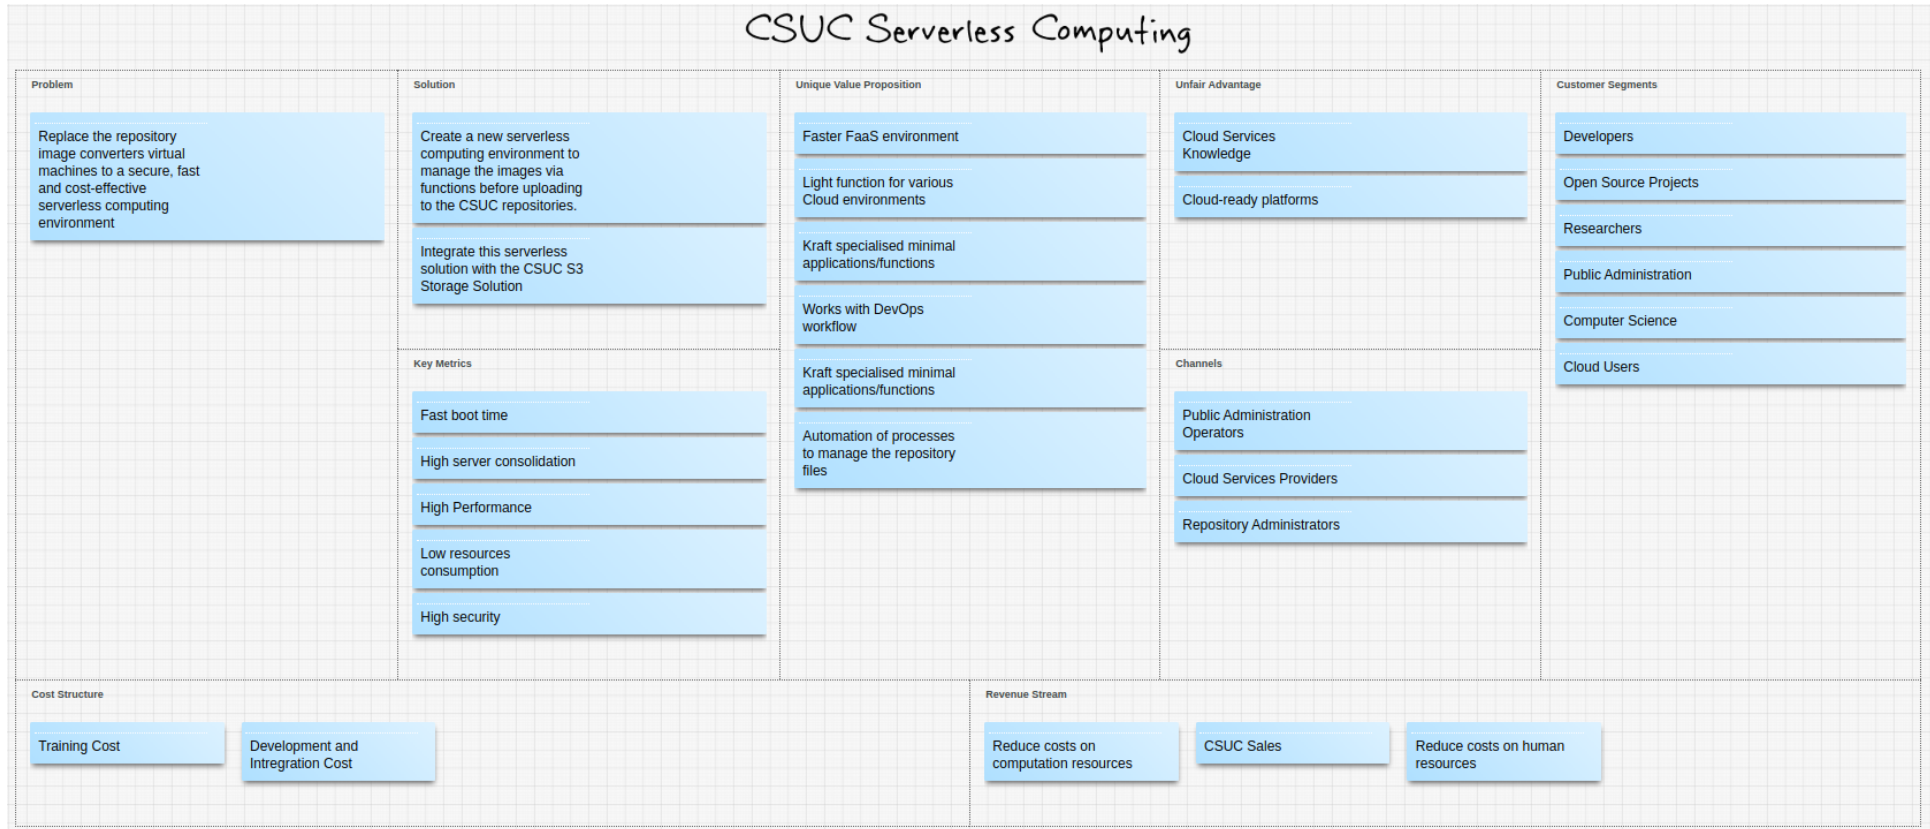 CSUC Serverless Computing
Problem
Replace the repository
image converters virtual
machines to a secure, fast
and cost-effective
serverless computing
environment
Solution
Create a new serverless
computing environment to
manage the images via
functions before uploading
to the CSUC repositories.
Integrate this serverless
solution with the CSUC S3
Storage Solution
Key Metrics
Fast boot time
High server consolidation
High Performance
Low resources
consumption
High security
Unique Value Proposition
Faster FaaS environment
Light function for various
Cloud environments
Kraft specialised minimal
applications/functions
Works with DevOps
workflow
Kraft specialised minimal
applications/functions
Automation of processes
to manage the repository
files
Unfair Advantage
Cloud Services
Knowledge
Cloud-ready platforms
Channels
Public Administration
Operators
Cloud Services Providers
Repository Administrators
Customer Segments
Developers
Open Source Projects
Researchers
Public Administration
Computer Science
Cloud Users
Cost Structure
Training Cost
Development and
Intregration Cost
Revenue Stream
Reduce costs on
computation resources
CSUC Sales
Reduce costs on human
resources